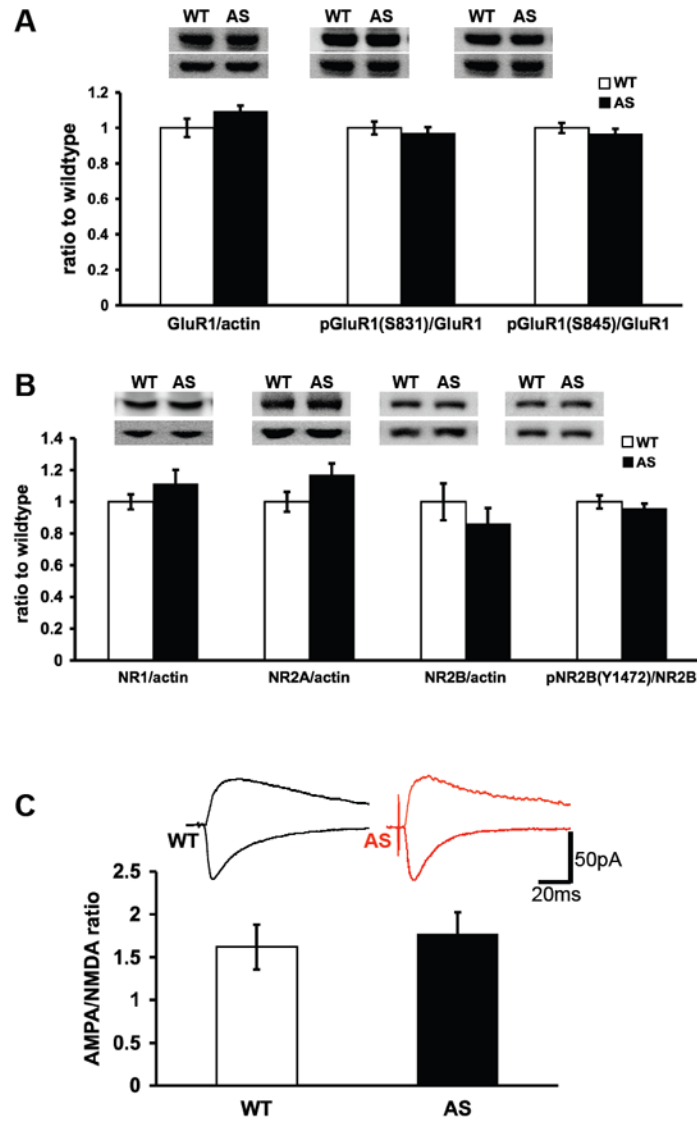 A
WT AS WT AS WT AS
WT
AS
ratio to wildtype
1.2
1
0.8
0.6
0.4
0.2
0
GluR1/actin pGluR1(S831)/GluR1 pGluR1(S845)/GluR1
B
WT AS WT AS WT AS WT AS
WT
AS
ratio to wildtype
1.4
1.2
1
0.8
0.6
0.4
0.2
0
NR1/actin NR2A/actin NR2B/actin pNR2B(Y1472)/NR2B
C
WT AS
50pA
20ms
AMPA/NMDA ratio
2.5
2
1.5
1
0.5
0
WT AS